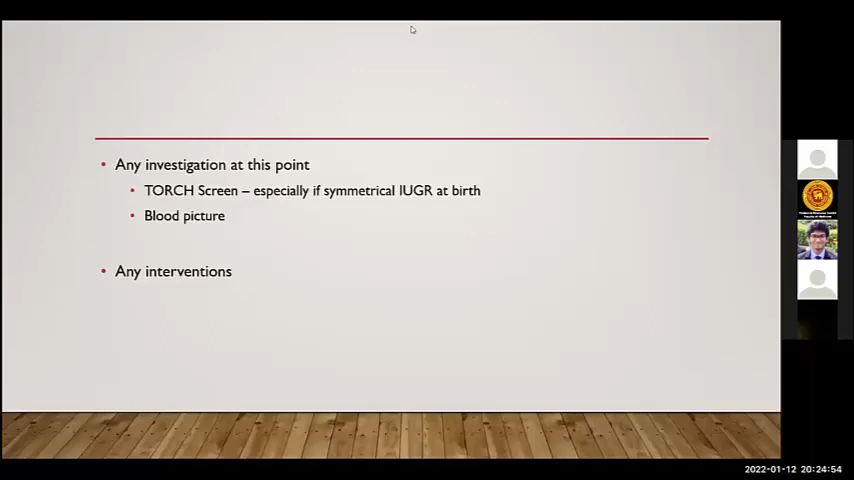 Any investigation at this point
TORCH Screen – especially if symmetrical IUGR at birth
Blood picture
Any interventions
2022-01-12 20:24:54